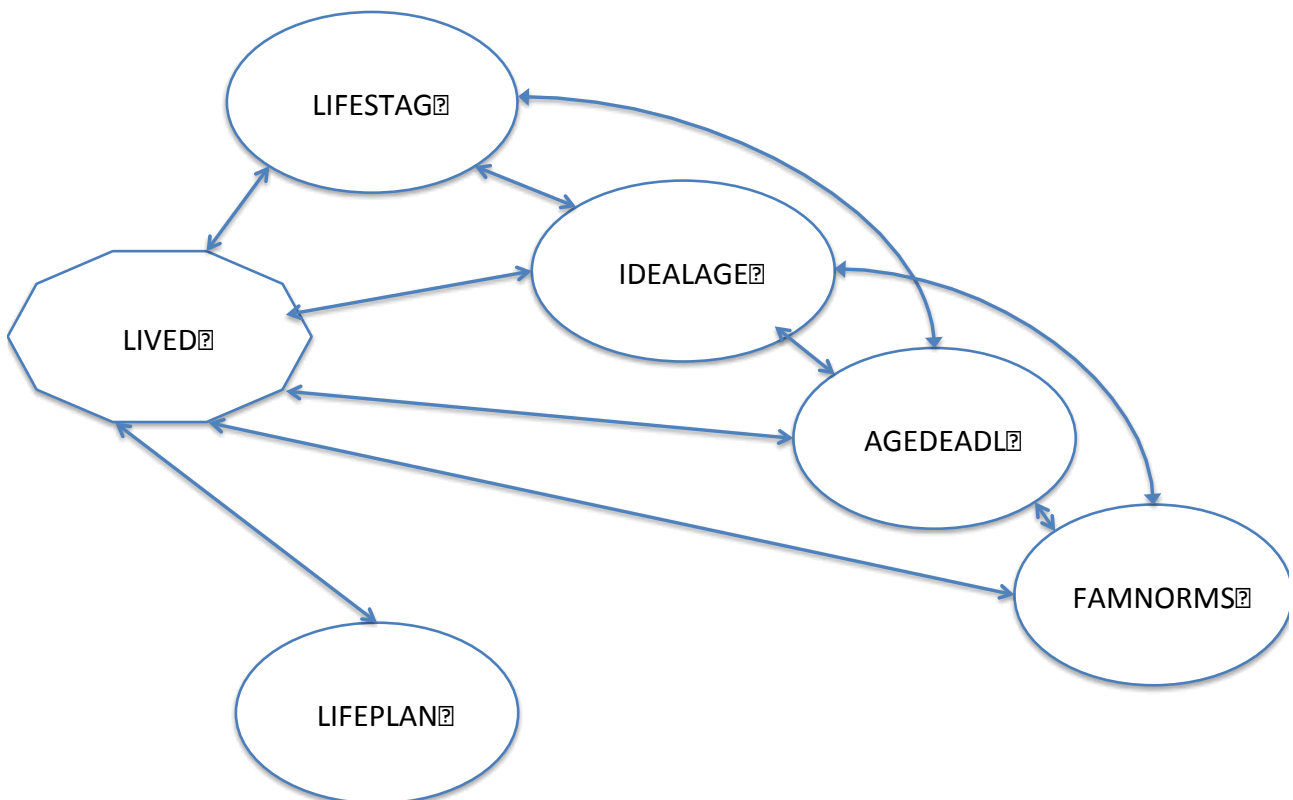 LIFESTAG⍰
IDEALAGE⍰
LIVED⍰
AGEDEADL⍰
FAMNORMS⍰
LIFEPLAN⍰